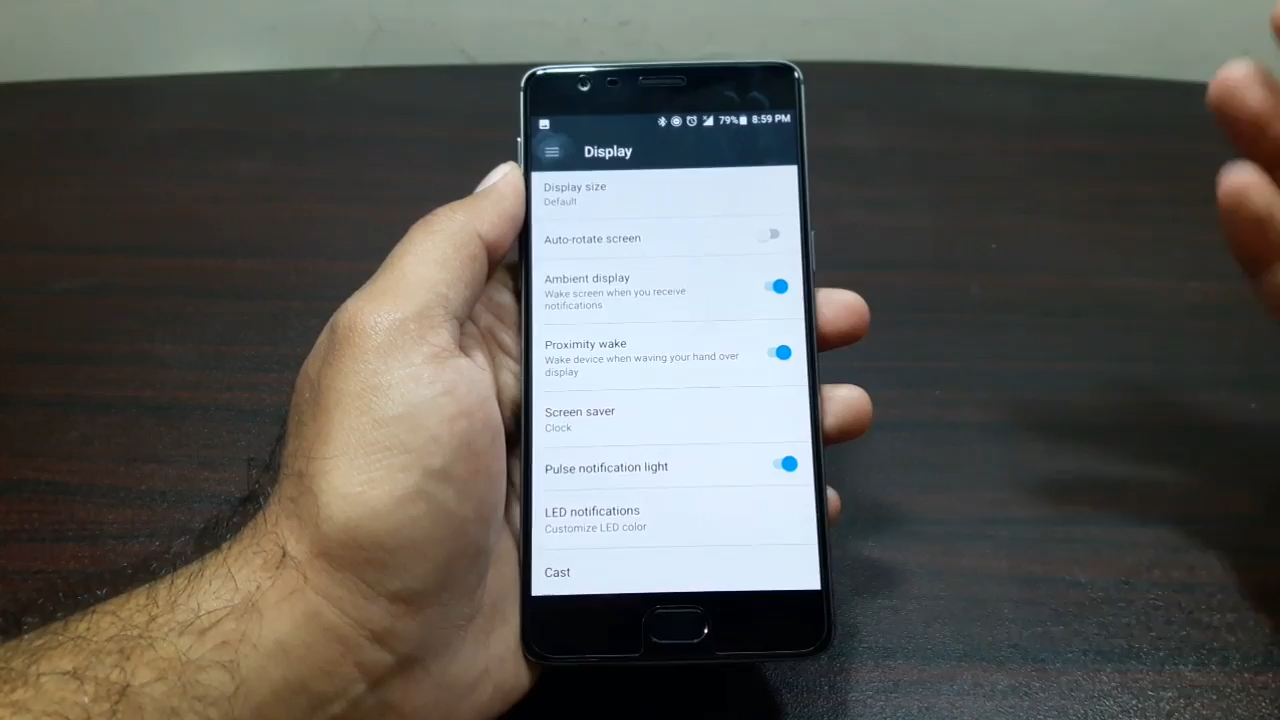 79% 8:59 PM
Display
Display size
Default
Auto-rotate screen
Ambient display
Wake screen when you receive
notifications
Proximity wake
Wake device when waving your hand over
display
Screen saver
Clock
Pulse notification light
LED notifications
Customize LED color
Cast